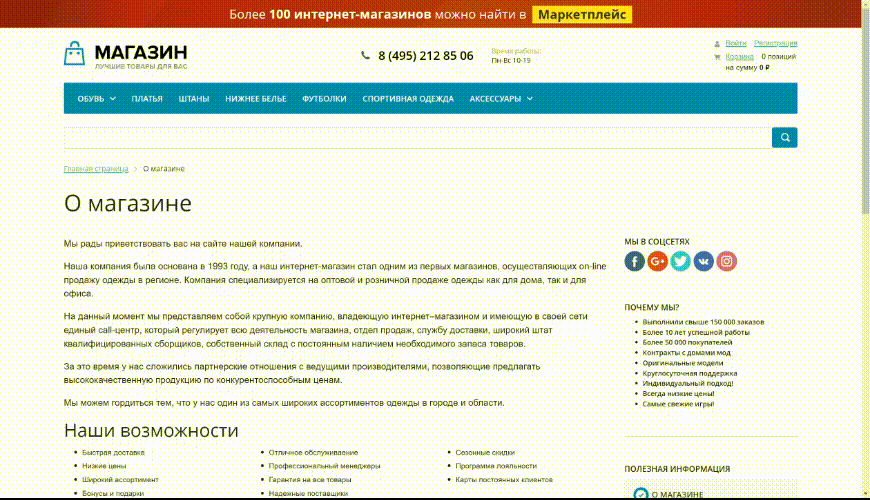 Более 100 интернет-магазинов можно найти в Маркетплейс
МАГАЗИН
ЛУЧШИЕ ТОВАРЫ ДЛЯ ВАС
8 (495) 212 85 06
Время работы:
Пн-Вс 10-19
Войти Регистрация
Корзина 0 позиций
на сумму 0 ₽
ОБУВЬ ПЛАТЬЯ ШТАНЫ НИЖНЕЕ БЕЛЬЕ ФУТБОЛКИ СПОРТИВНАЯ ОДЕЖДА АКСЕССУАРЫ
Главная страница О магазине
О магазине
Мы рады приветствовать вас на сайте нашей компании.
Наша компания была основана в 1993 году, а наш интернет-магазин стал одним из первых магазинов, осуществляющих on-line
продажу одежды в регионе. Компания специализируется на оптовой и розничной продаже одежды как для дома, так и для
офиса.
На данный момент мы представляем собой крупную компанию, владеющую интернет–магазином и имеющую в своей сети
единый call-центр, который регулирует всю деятельность магазина, отдел продаж, службу доставки, широкий штат
квалифицированных сборщиков, собственный склад с постоянным наличием необходимого запаса товаров.
За это время у нас сложились партнерские отношения с ведущими производителями, позволяющие предлагать
высококачественную продукцию по конкурентоспособным ценам.
Мы можем гордиться тем, что у нас один из самых широких ассортиментов одежды в городе и области.
Наши возможности
Быстрая доставка
Низкие цены
Широкий ассортимент
Бонусы и подарки
Отличное обслуживание
Профессиональный менеджеры
Гарантия на все товары
Надежные поставщики
Сезонные скидки
Программа лояльности
Карты постоянных клиентов
МЫ В СОЦСЕТЯХ
ПОЧЕМУ МЫ?
Выполнили свыше 150 000 заказов
Более 10 лет успешной работы
Более 50 000 покупателей
Контракты с домами мод
Оригинальные модели
Круглосуточная поддержка
Индивидуальный подход!
Всегда низкие цены!
Самые свежие игры!
ПОЛЕЗНАЯ ИНФОРМАЦИЯ
О МАГАЗИНЕ